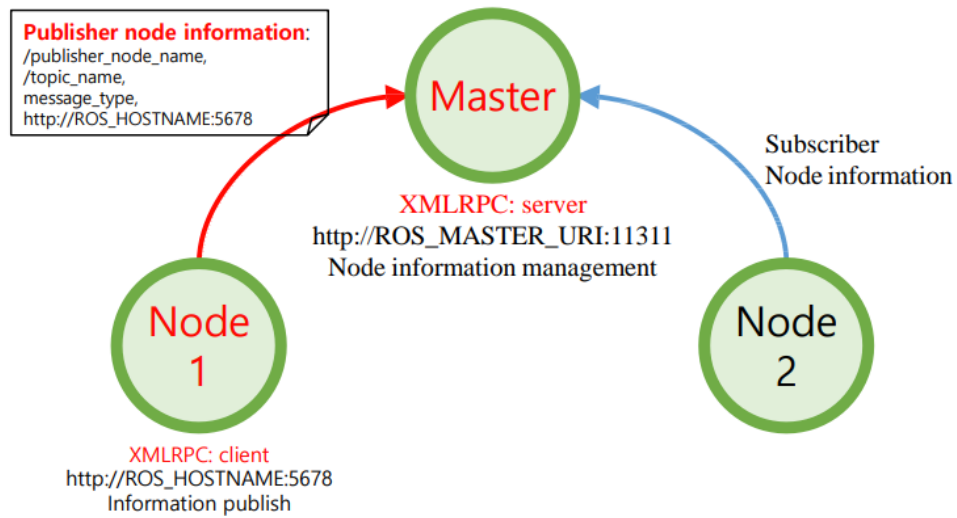 Publisher node information:
/publisher_node_name,
/topic_name,
message_type,
http://ROS_HOSTNAME:5678
Master
Subscriber
Node information
XMLRPC: server
http://ROS_MASTER_URI:11311
Node information management
Node
1
Node
2
XMLRPC: client
http://ROS_HOSTNAME:5678
Information publish